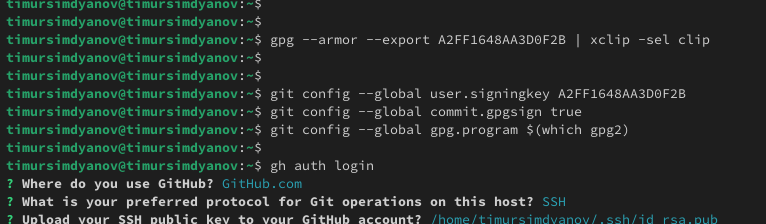 timursimdyanov@timursimdyanov:~$
timursimdyanov@timursimdyanov:~$
timursimdyanov@timursimdyanov:~$ gpg --armor --export A2FF1648AA3D0F2B | xclip -sel clip
timursimdyanov@timursimdyanov:~$
timursimdyanov@timursimdyanov:~$
timursimdyanov@timursimdyanov:~$ git config --global user.signingkey A2FF1648AA3D0F2B
timursimdyanov@timursimdyanov:~$ git config --global commit.gpgsign true
timursimdyanov@timursimdyanov:~$ git config --global gpg.program $(which gpg2)
timursimdyanov@timursimdyanov:~$
timursimdyanov@timursimdyanov:~$ gh auth login
? Where do you use GitHub? GitHub.com
? What is your preferred protocol for Git operations on this host? SSH
? Upload your SSH public key to your GitHub account? /home/timursimdyanov/.ssh/id_rsa.pub